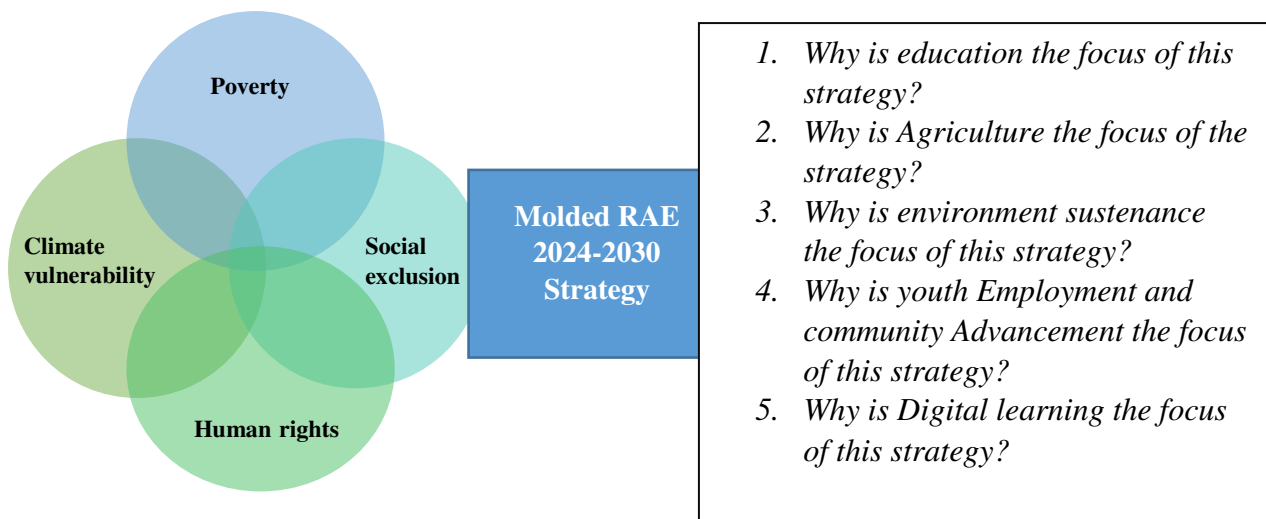 Poverty
Climate
vulnerability
Social
exclusion
Human rights
Molded RAE
2024-2030
Strategy
1. Why is education the focus of this
strategy?
2. Why is Agriculture the focus of the
strategy?
3. Why is environment sustenance
the focus of this strategy?
4. Why is youth Employment and
community Advancement the focus
of this strategy?
5. Why is Digital learning the focus
of this strategy?